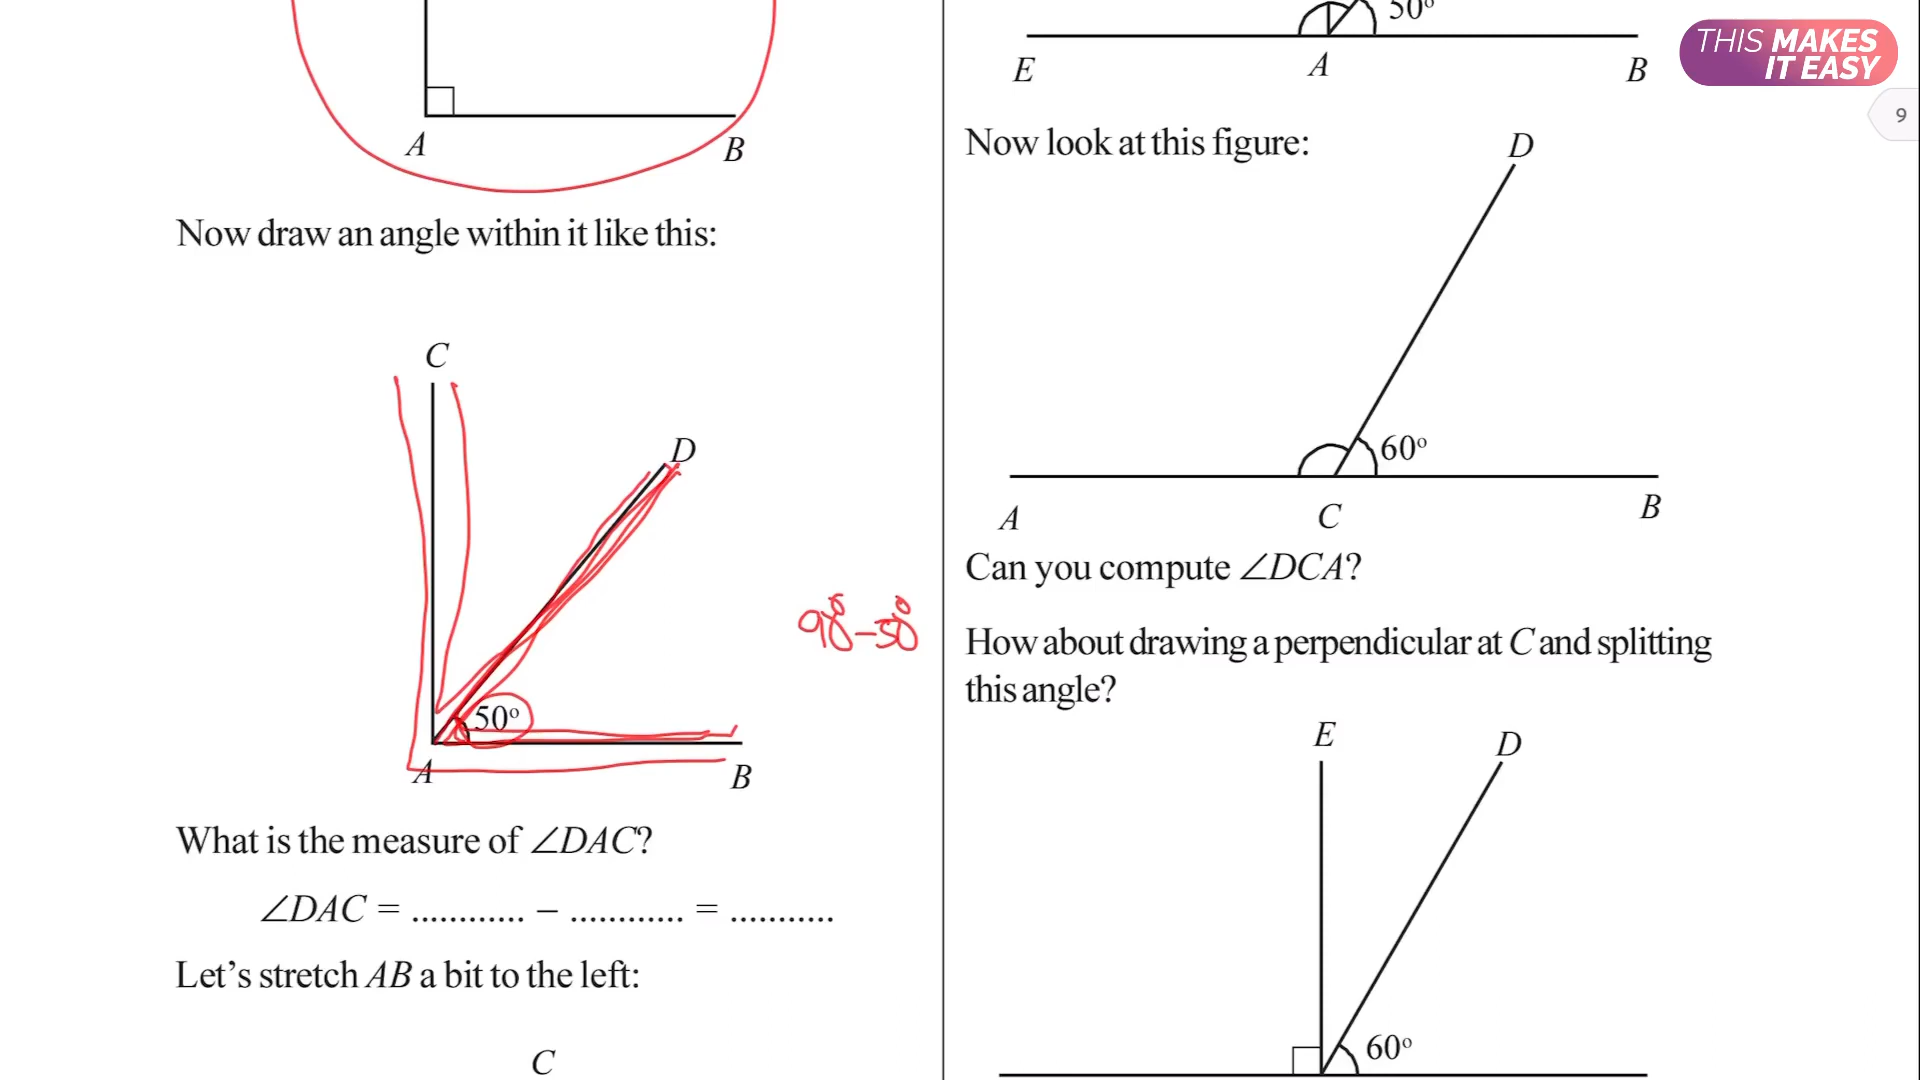 A
B
Now draw an angle within it like this:
C
D
50°
A
B
90° – 50°
What is the measure of ∠DAC?
∠DAC = ............ – ............ = ...........
Let’s stretch AB a bit to the left:
C
50°
E
A
B
Now look at this figure:
D
60°
A
C
B
Can you compute ∠DCA?
How about drawing a perpendicular at C and splitting
this angle?
E
D
60°
THIS MAKES
IT EASY
9